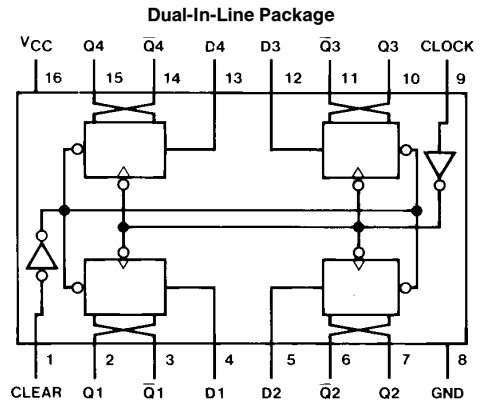 Dual-In-Line Package
VCC Q4 Q̅4 D4 D3 Q̅3 Q3 CLOCK
16 15 14 13 12 11 10 9
1 2 3 4 5 6 7 8
CLEAR Q1 Q̅1 D1 D2 Q̅2 Q2 GND